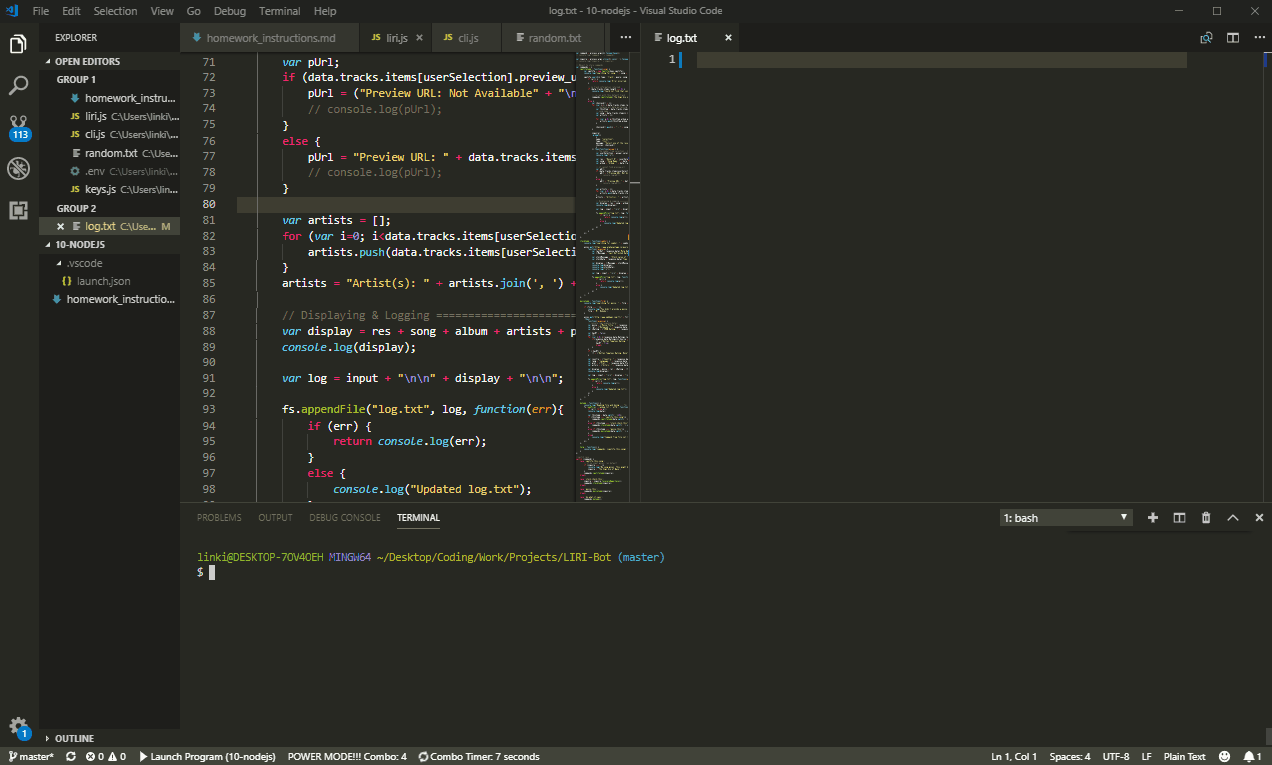 File Edit Selection View Go Debug Terminal Help
log.txt - 10-nodejs - Visual Studio Code
EXPLORER
OPEN EDITORS
GROUP 1
homework_instru...
JS liri.js C:\Users\linki\...
JS cli.js C:\Users\linki\...
random.txt C:\Use...
.env C:\Users\linki\...
JS keys.js C:\Users\lin...
GROUP 2
× log.txt C:\Use... M
10-NODEJS
.vscode
{} launch.json
homework_instructio...
OUTLINE
113
1
homework_instructions.md JS liri.js × JS cli.js random.txt ...
71 var pUrl;
72 if (data.tracks.items[userSelection].preview_u
73 pUrl = ("Preview URL: Not Available" + "\n
74 // console.log(pUrl);
75 }
76 else {
77 pUrl = "Preview URL: " + data.tracks.items
78 // console.log(pUrl);
79 }
80
81 var artists = [];
82 for (var i=0; i<data.tracks.items[userSelectio
83 artists.push(data.tracks.items[userSelecti
84 }
85 artists = "Artist(s): " + artists.join(', ') +
86
87 // Displaying & Logging ======================
88 var display = res + song + album + artists + p
89 console.log(display);
90
91 var log = input + "\n\n" + display + "\n\n";
92
93 fs.appendFile("log.txt", log, function(err){
94 if (err) {
95 return console.log(err);
96 }
97 else {
98 console.log("Updated log.txt");
log.txt × ...
1
PROBLEMS OUTPUT DEBUG CONSOLE TERMINAL
1: bash
linki@DESKTOP-7OV4OEH MINGW64 ~/Desktop/Coding/Work/Projects/LIRI-Bot (master)
$
master* 0 0 Launch Program (10-nodejs) POWER MODE!!! Combo: 4 Combo Timer: 7 seconds
Ln 1, Col 1 Spaces: 4 UTF-8 LF Plain Text 1